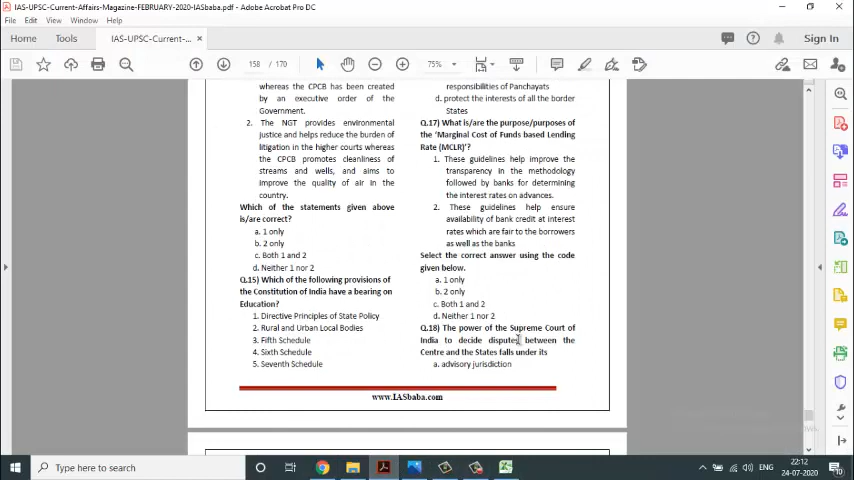 IAS-UPSC-Current-Affairs-Magazine-FEBRUARY-2020-IASbaba.pdf - Adobe Acrobat Pro DC
File Edit View Window Help
Home Tools IAS-UPSC-Current-... × Sign In
158 / 170 75%
whereas the CPCB has been created
by an executive order of the
Government.
2. The NGT provides environmental
justice and helps reduce the burden of
litigation in the higher courts whereas
the CPCB promotes cleanliness of
streams and wells, and aims to
improve the quality of air in the
country.
Which of the statements given above
is/are correct?
a. 1 only
b. 2 only
c. Both 1 and 2
d. Neither 1 nor 2
Q.15) Which of the following provisions of
the Constitution of India have a bearing on
Education?
1. Directive Principles of State Policy
2. Rural and Urban Local Bodies
3. Fifth Schedule
4. Sixth Schedule
5. Seventh Schedule
responsibilities of Panchayats
d. protect the interests of all the border
States
Q.17) What is/are the purpose/purposes of
the ‘Marginal Cost of Funds based Lending
Rate (MCLR)’?
1. These guidelines help improve the
transparency in the methodology
followed by banks for determining
the interest rates on advances.
2. These guidelines help ensure
availability of bank credit at interest
rates which are fair to the borrowers
as well as the banks
Select the correct answer using the code
given below.
a. 1 only
b. 2 only
c. Both 1 and 2
d. Neither 1 nor 2
Q.18) The power of the Supreme Court of
India to decide disputes between the
Centre and the States falls under its
a. advisory jurisdiction
www.IASbaba.com
Type here to search
ENG
22:12
24-07-2020
10